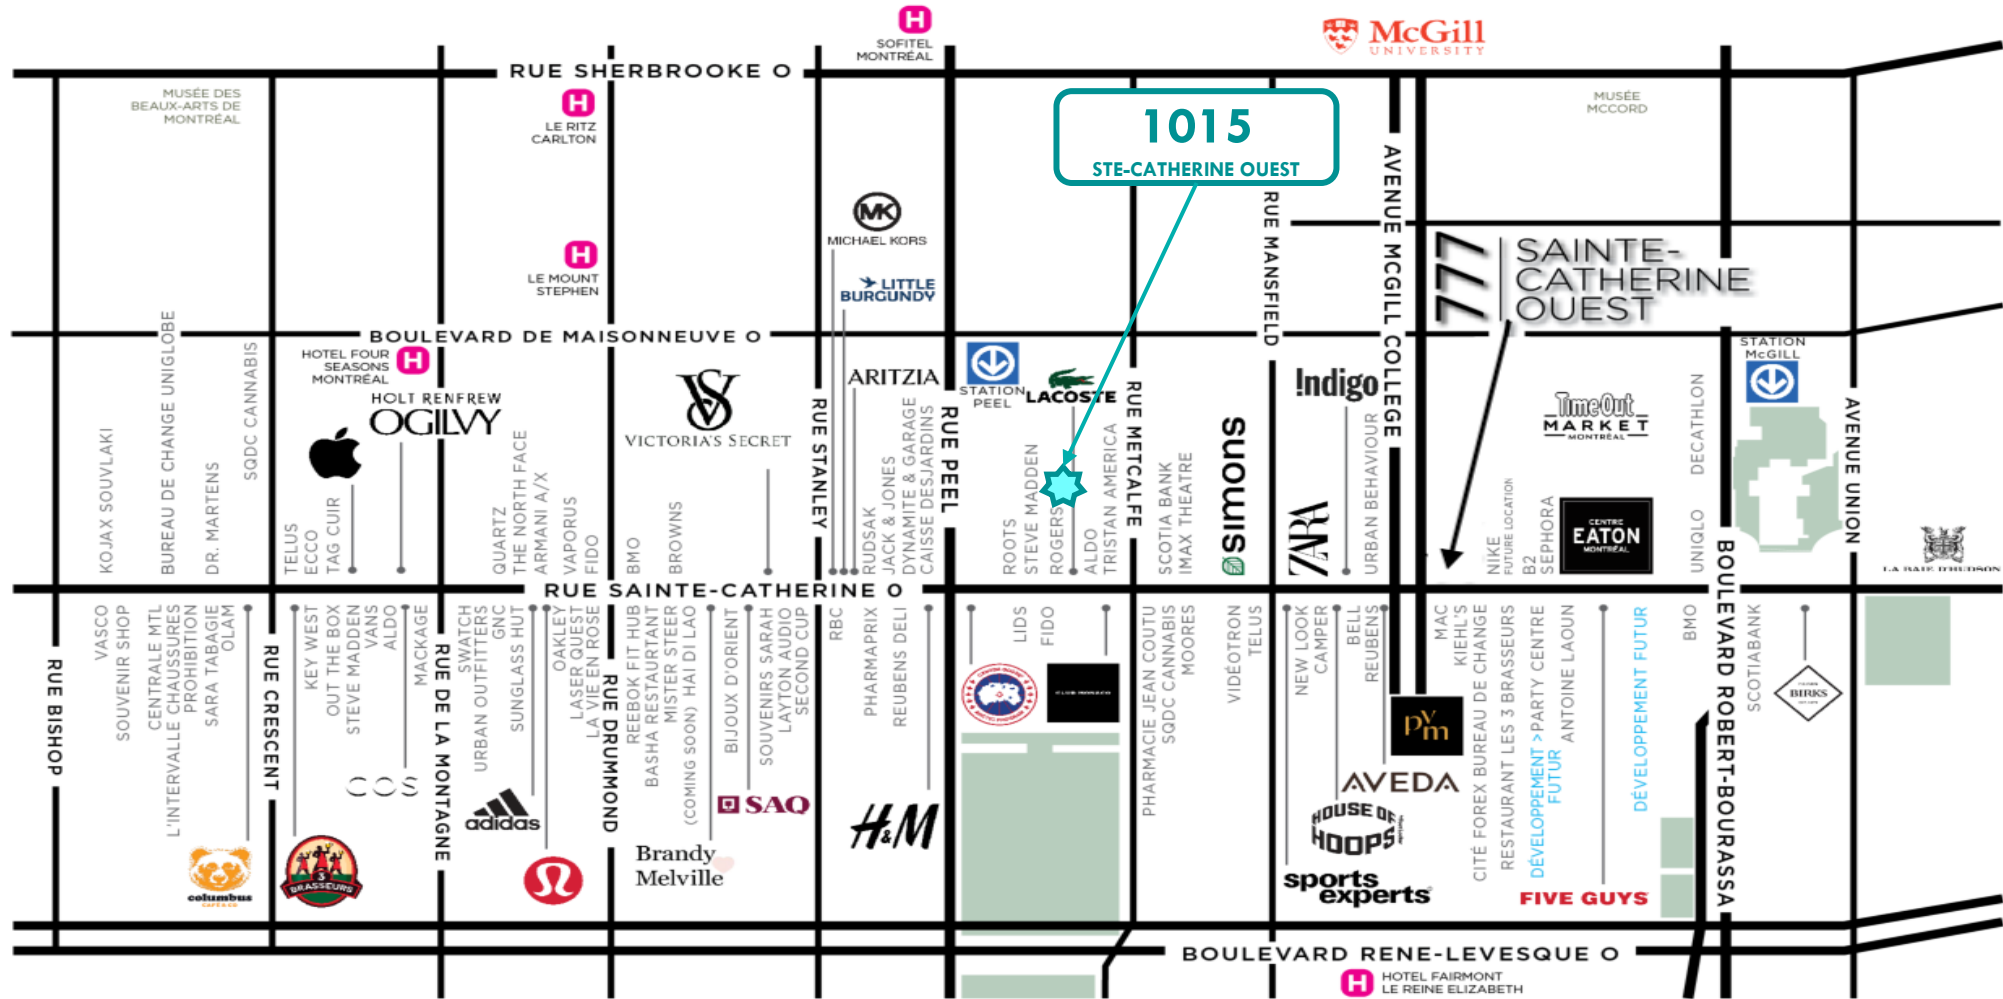 SOFITEL
MONTRÉAL
McGill
UNIVERSITY
RUE SHERBROOKE O
MUSÉE DES
BEAUX-ARTS DE
MONTRÉAL
LE RITZ
CARLTON
MUSÉE
MCCORD
1015
STE-CATHERINE OUEST
MK
MICHAEL KORS
LE MOUNT
STEPHEN
LITTLE
BURGUNDY
RUE MANSFIELD
AVENUE MCGILL COLLEGE
777
SAINTE-
CATHERINE
OUEST
BOULEVARD DE MAISONNEUVE O
HOTEL FOUR
SEASONS
MONTRÉAL
HOLT RENFREW
OGILVY
VS
VICTORIA'S SECRET
ARITZIA
STATION
PEEL
LACOSTE
!ndigo
TimeOut
MARKET
MONTRÉAL
STATION
McGILL
KOJAX SOUVLAKI
BUREAU DE CHANGE UNIGLOBE
DR. MARTENS
SQDC CANNABIS
TELUS
ECCO
TAG CUIR
QUARTZ
THE NORTH FACE
ARMANI A/X
VAPORUS
FIDO
BMO
BROWNS
RUE STANLEY
RUDSAK
JACK & JONES
DYNAMITE & GARAGE
CAISSE DESJARDINS
RUE PEEL
ROOTS
STEVE MADDEN
ROGERS
ALDO
TRISTAN AMERICA
RUE METCALFE
SCOTIA BANK
IMAX THEATRE
simons
ZARA
URBAN BEHAVIOUR
NIKE
FUTURE LOCATION
B2
SEPHORA
CENTRE
EATON
MONTRÉAL
DECATHLON
UNIQLO
AVENUE UNION
LA BAIE D'HUDSON
RUE SAINTE-CATHERINE O
RUE BISHOP
VASCO
SOUVENIR SHOP
CENTRALE MTL
L'INTERVALLE CHAUSSURES
PROHIBITION
SARA TABAGIE
OLAM
columbus
CAFÉ & CO
RUE CRESCENT
3
BRASSEURS
KEY WEST
OUT THE BOX
STEVE MADDEN
VANS
ALDO
COS
MACKAGE
RUE DE LA MONTAGNE
SWATCH
URBAN OUTFITTERS
GNC
SUNGLASS HUT
adidas
OAKLEY
LASER QUEST
LA VIE EN ROSE
RUE DRUMMOND
REEBOK FIT HUB
BASHA RESTAURTANT
MISTER STEER
(COMING SOON) HAI DI LAO
Brandy
Melville
BIJOUX D'ORIENT
SAQ
SOUVENIRS SARAH
LAYTON AUDIO
SECOND CUP
RBC
PHARMAPRIX
REUBENS DELI
H&M
LIDS
FIDO
PHARMACIE JEAN COUTU
SQDC CANNABIS
MOORES
VIDÉOTRON
TELUS
NEW LOOK
CAMPER
BELL
REUBENS
pvm
AVEDA
HOUSE OF
HOOPS
sports
experts
MAC
KIEHL'S
CITÉ FOREX BUREAU DE CHANGE
RESTAURANT LES 3 BRASSEURS
DÉVELOPPEMENT >
FUTUR
PARTY CENTRE
ANTOINE LAOUN
FIVE GUYS
DÉVELOPPEMENT FUTUR
BMO
BOULEVARD ROBERT-BOURASSA
SCOTIABANK
BIRKS
BOULEVARD RENE-LEVESQUE O
HOTEL FAIRMONT
LE REINE ELIZABETH